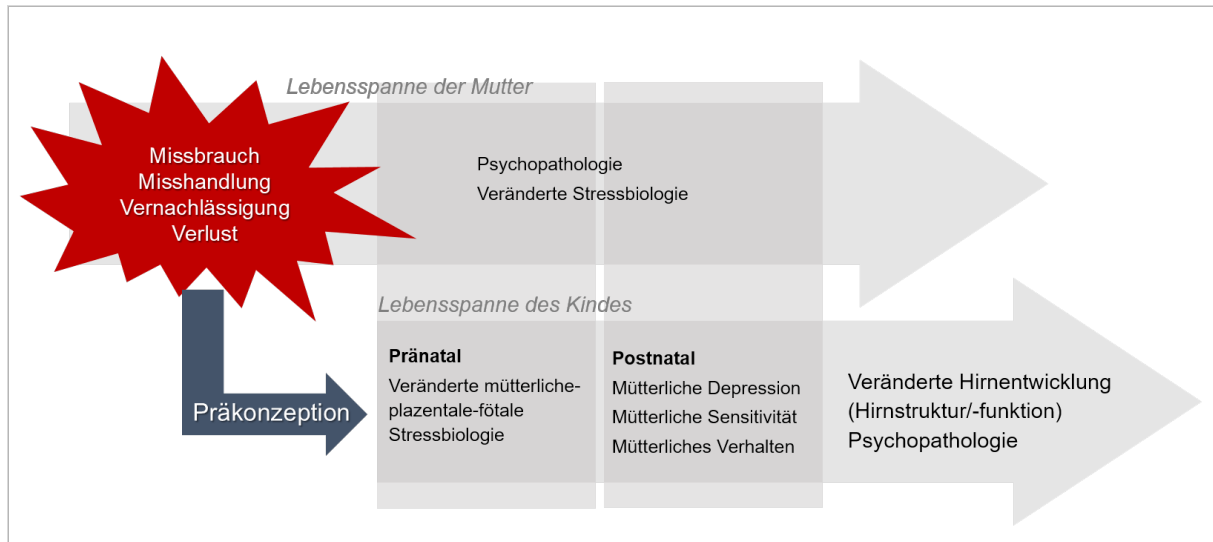 Lebensspanne der Mutter
Missbrauch
Misshandlung
Vernachlässigung
Verlust
Psychopathologie
Veränderte Stressbiologie
Lebensspanne des Kindes
Präkonzeption
Pränatal
Veränderte mütterliche-
plazentale-fötale
Stressbiologie
Postnatal
Mütterliche Depression
Mütterliche Sensitivität
Mütterliches Verhalten
Veränderte Hirnentwicklung
(Hirnstruktur/-funktion)
Psychopathologie